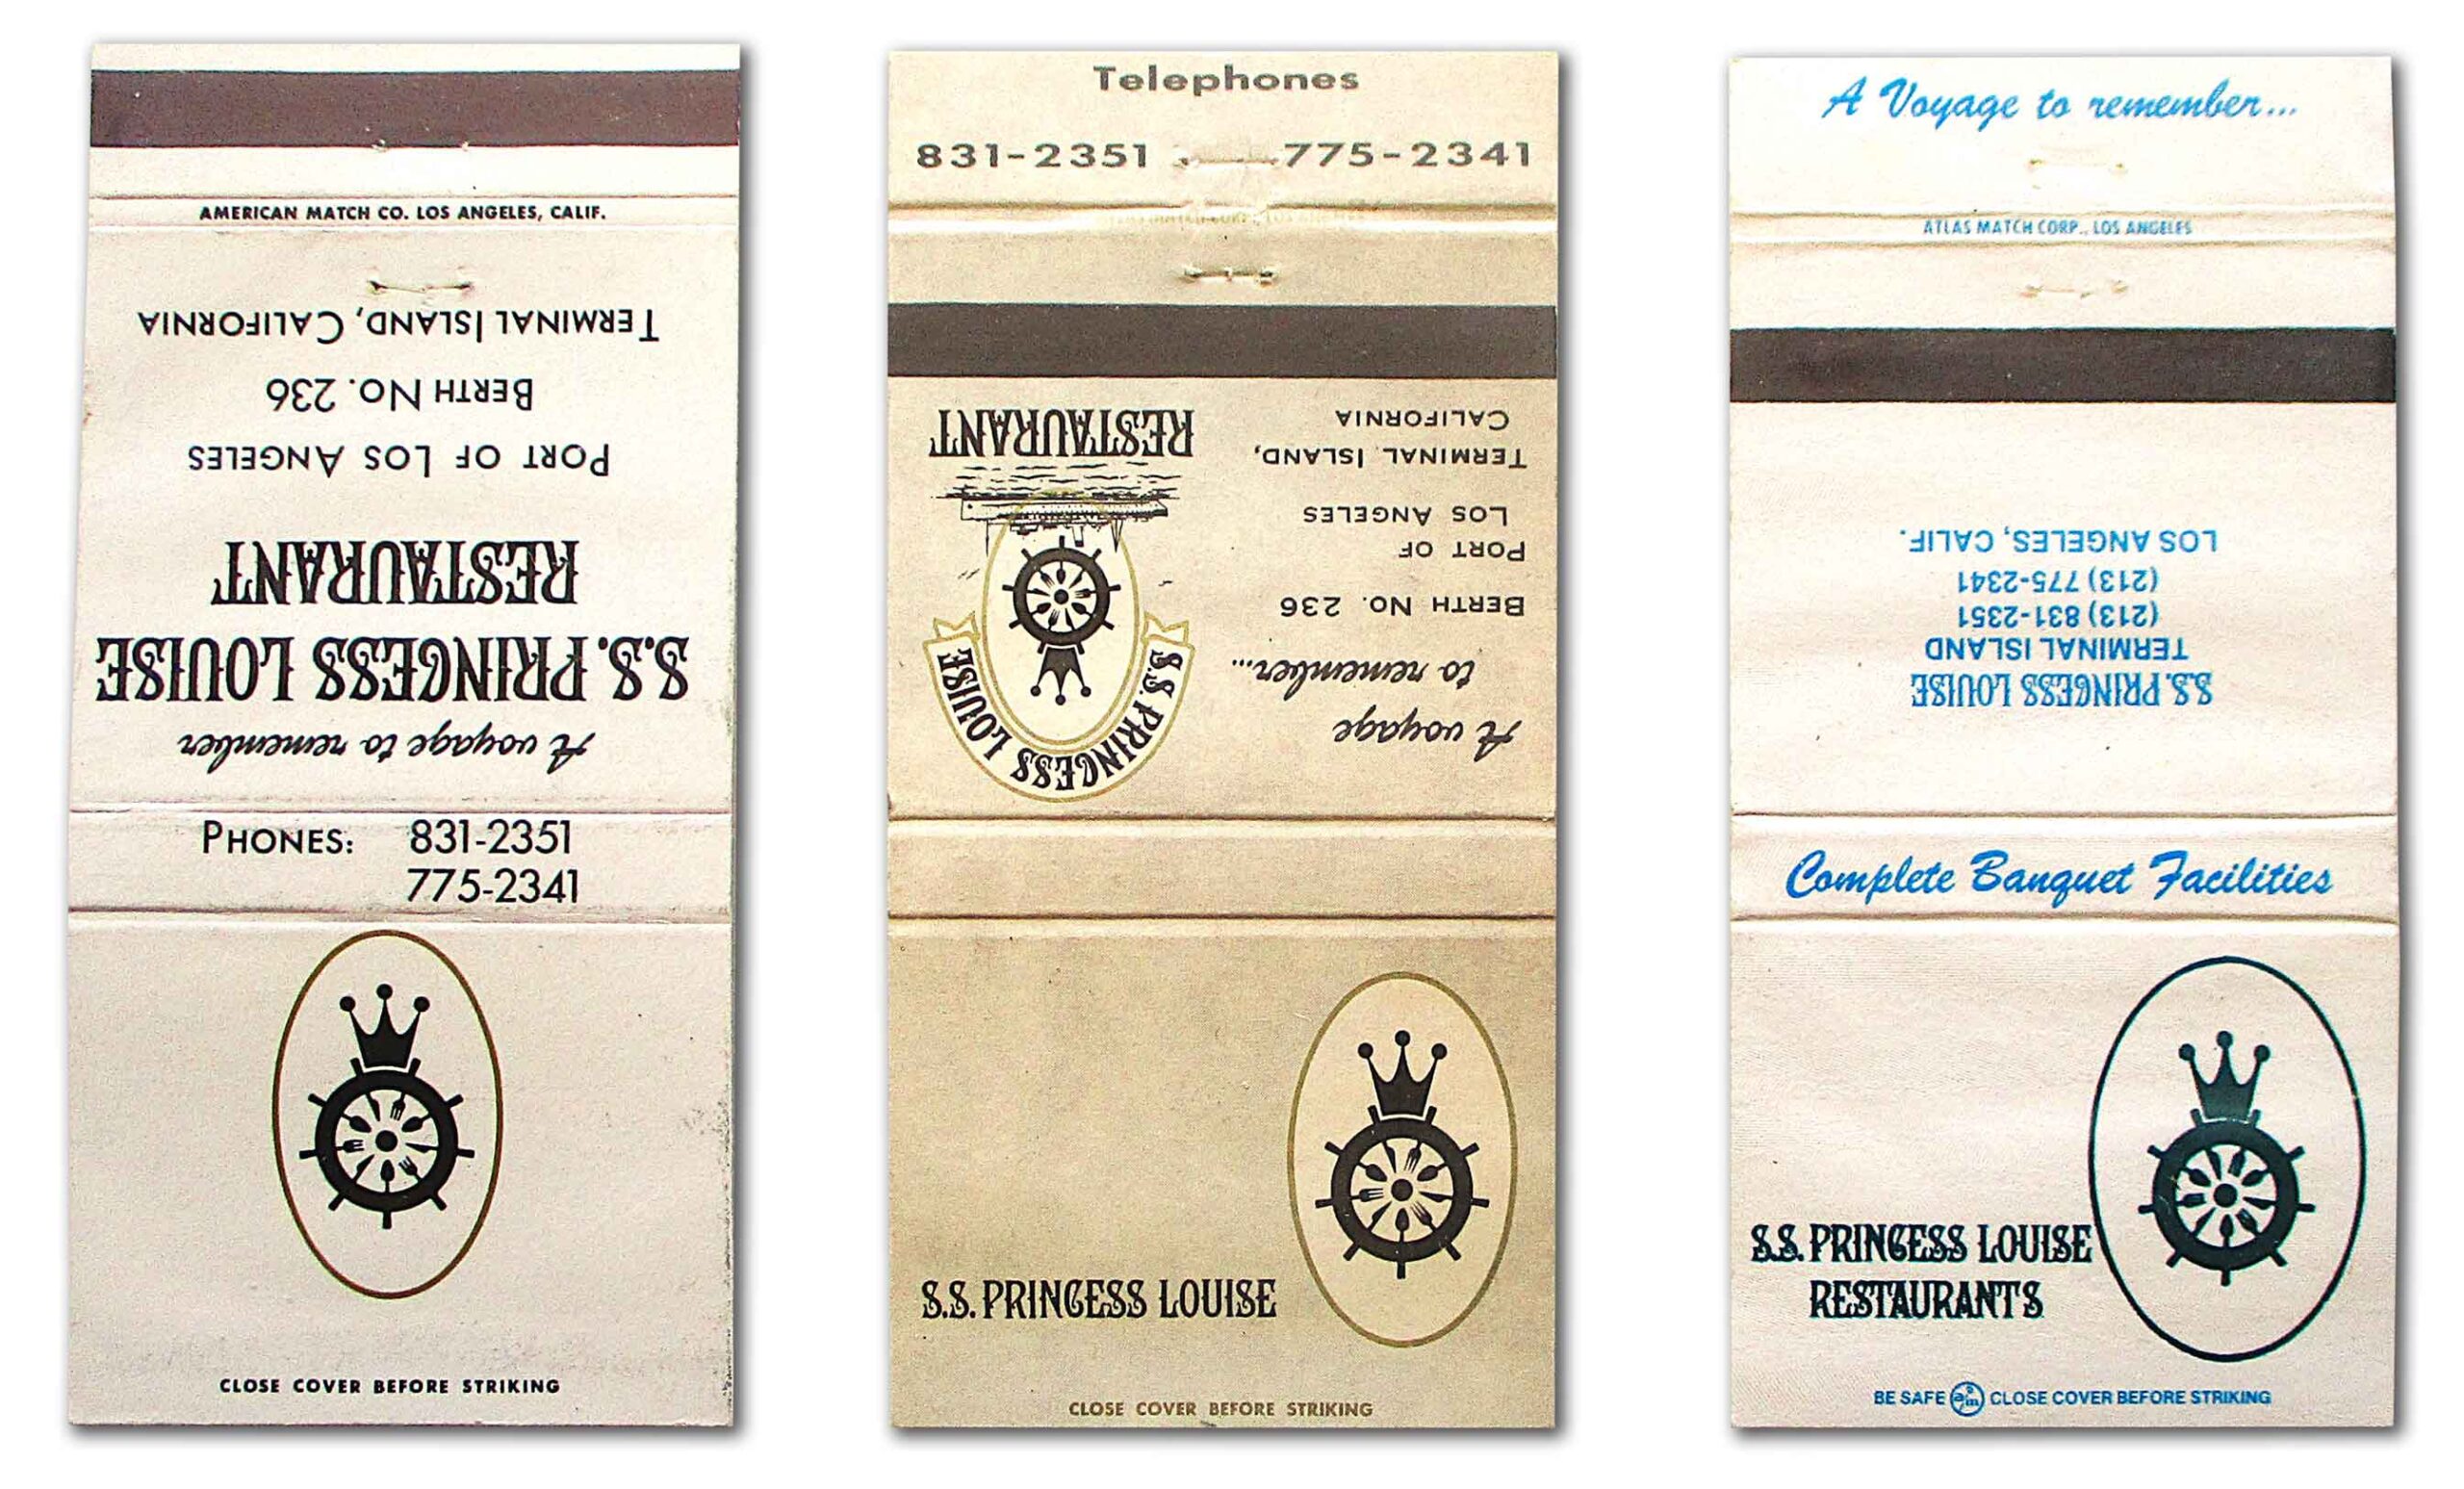 AMERICAN MATCH CO. LOS ANGELES, CALIF.
A voyage to remember
S.S. PRINCESS LOUISE
RESTAURANT
PORT OF LOS ANGELES
BERTH NO. 236
TERMINAL ISLAND, CALIFORNIA
PHONES: 831-2351
775-2341
CLOSE COVER BEFORE STRIKING
Telephones
831-2351 775-2341
A voyage
to remember...
BERTH NO. 236
PORT OF
LOS ANGELES
TERMINAL ISLAND,
CALIFORNIA
S.S. PRINCESS LOUISE
RESTAURANT
S.S. PRINCESS LOUISE
CLOSE COVER BEFORE STRIKING
A Voyage to remember...
ATLAS MATCH CORP., LOS ANGELES
S.S. PRINCESS LOUISE
TERMINAL ISLAND
(213) 831-2351
(213) 775-2341
LOS ANGELES, CALIF.
Complete Banquet Facilities
S.S. PRINCESS LOUISE
RESTAURANTS
BE SAFE CLOSE COVER BEFORE STRIKING